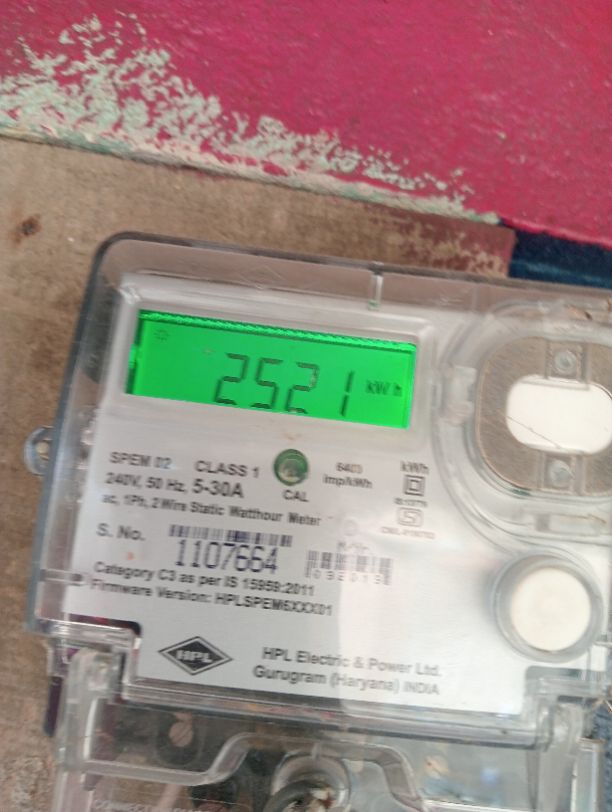 2521 kWh
SPEM 02 CLASS 1 6400 imp/kWh kWh
240V, 50 Hz, 5-30A CAL
ac, 1Ph, 2 Wire Static Watthour Meter
S. No. 1107664
Category C3 as per IS 15959:2011
Firmware Version: HPLSPEM6XXX01
HPL
HPL Electric & Power Ltd.
Gurugram (Haryana) INDIA